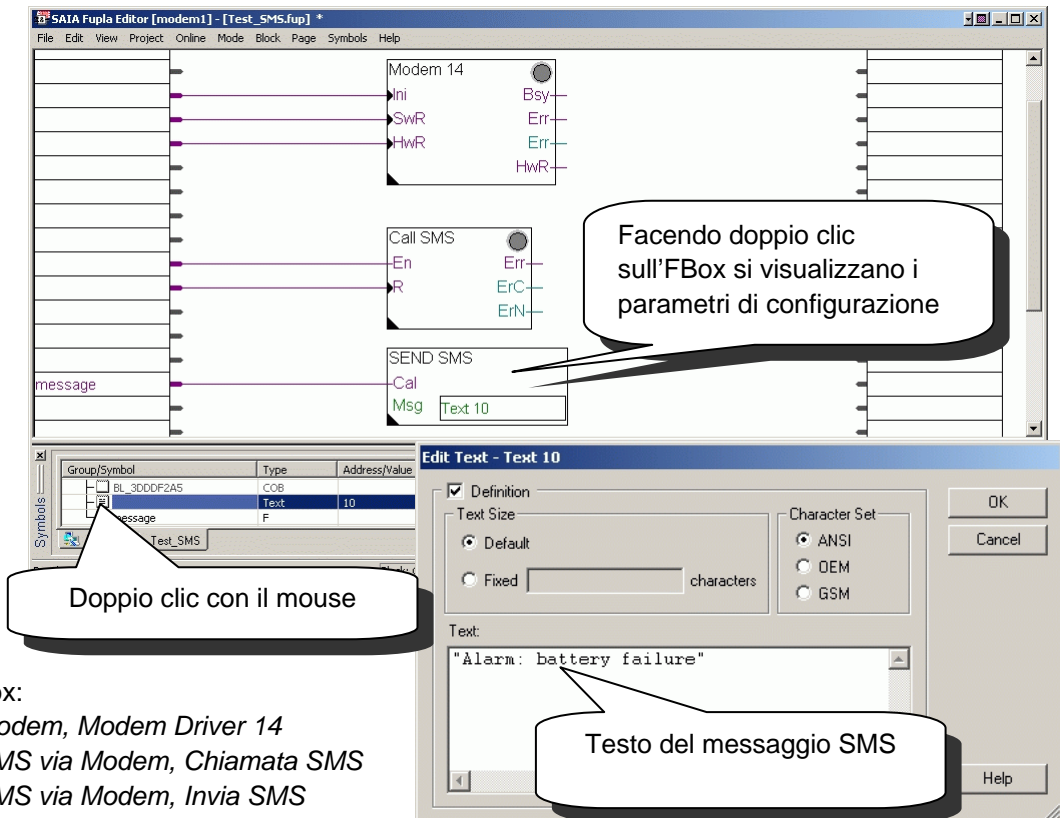 SAIA Fupla Editor [modem1] - [Test_SMS.fup] *
File Edit View Project Online Mode Block Page Symbols Help
Modem 14
Ini Bsy
SwR Err
HwR Err
HwR
Call SMS
En Err
R ErC
ErN
Facendo doppio clic
sull'FBox si visualizzano i
parametri di configurazione
SEND SMS
message Cal
Msg Text 10
Symbols
Group/Symbol Type Address/Value
BL_3DDDF2A5 COB
Text 10
message F
Test_SMS
Doppio clic con il mouse
Edit Text - Text 10
Definition
Text Size
Default
Fixed characters
Character Set
ANSI
OEM
GSM
OK
Cancel
Text:
"Alarm: battery failure"
Testo del messaggio SMS
Help
ox:
odem, Modem Driver 14
MS via Modem, Chiamata SMS
MS via Modem, Invia SMS